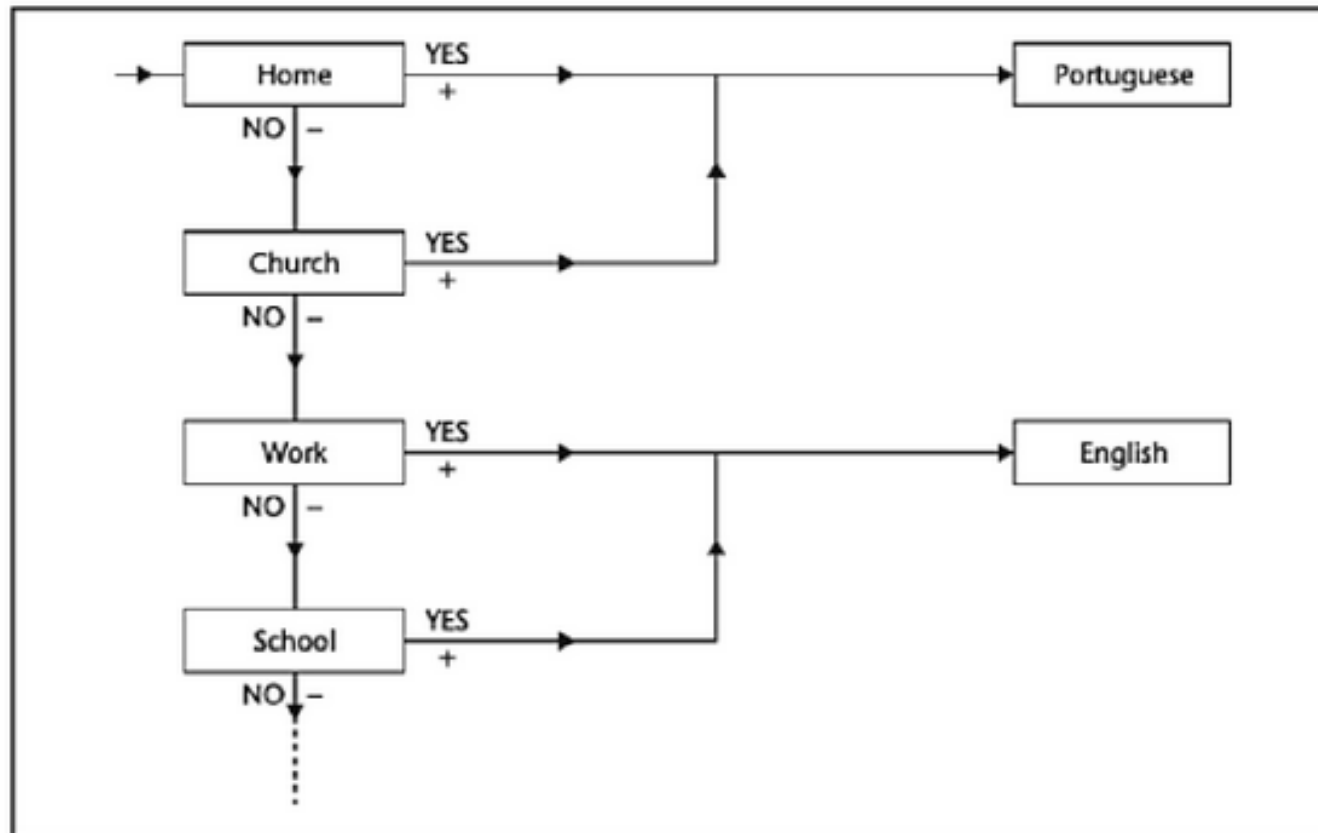 YES
Home
+
Portuguese
NO –
YES
Church
+
NO –
YES
Work
+
English
NO –
YES
School
+
NO –